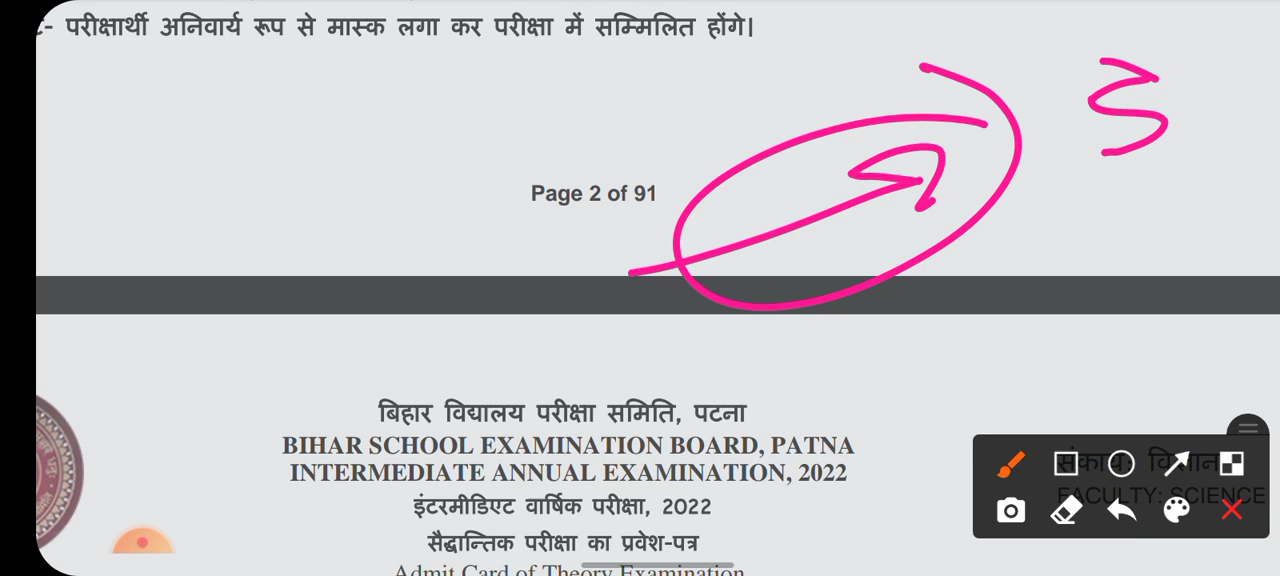 परीक्षार्थी अनिवार्य रूप से मास्क लगा कर परीक्षा में सम्मिलित होंगे।
3
Page 2 of 91
बिहार विद्यालय परीक्षा समिति, पटना
BIHAR SCHOOL EXAMINATION BOARD, PATNA
INTERMEDIATE ANNUAL EXAMINATION, 2022
संकायः विज्ञान
FACULTY: SCIENCE
इंटरमीडिएट वार्षिक परीक्षा, 2022
सैद्धान्तिक परीक्षा का प्रवेश-पत्र
Admit Card of Theory Examination